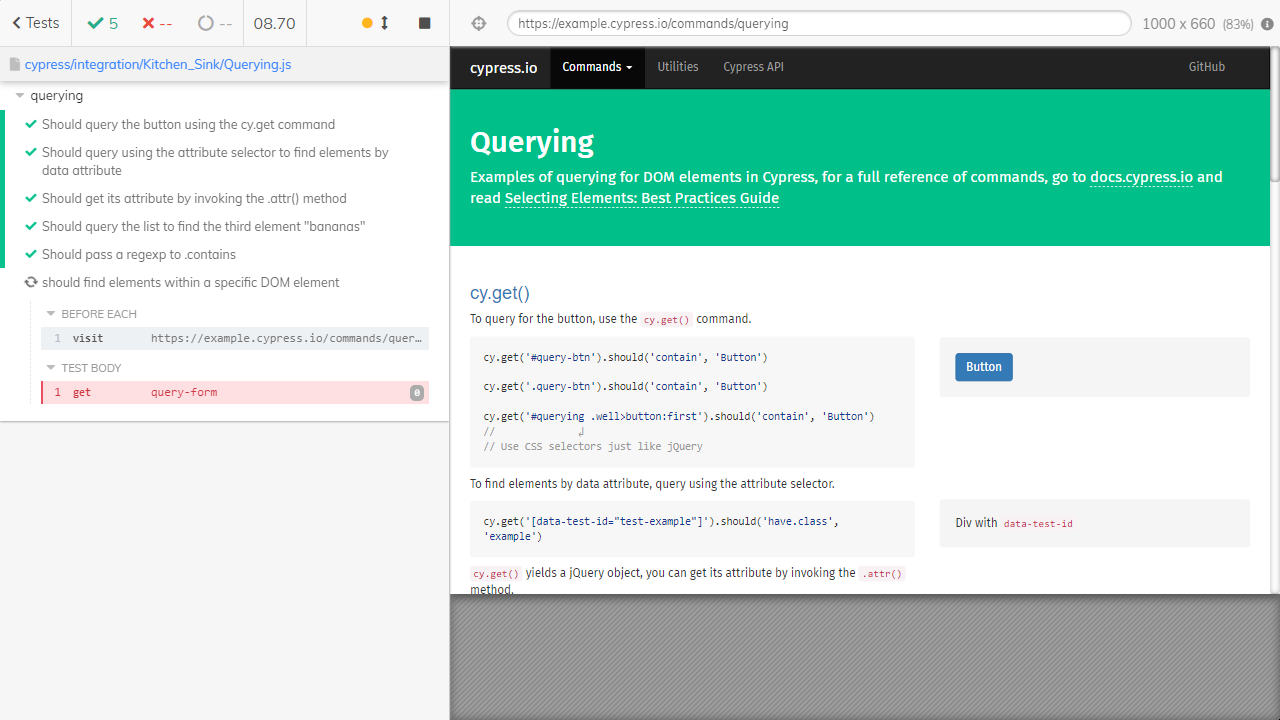 Tests
5
--
--
08.70
https://example.cypress.io/commands/querying
1000 x 660 (83%)
cypress/integration/Kitchen_Sink/Querying.js
querying
Should query the button using the cy.get command
Should query using the attribute selector to find elements by
data attribute
Should get its attribute by invoking the .attr() method
Should query the list to find the third element "bananas"
Should pass a regexp to .contains
should find elements within a specific DOM element
BEFORE EACH
1 visit https://example.cypress.io/commands/quer…
TEST BODY
1 get query-form 0
cypress.io Commands Utilities Cypress API GitHub
Querying
Examples of querying for DOM elements in Cypress, for a full reference of commands, go to docs.cypress.io and
read Selecting Elements: Best Practices Guide
cy.get()
To query for the button, use the cy.get() command.
cy.get('#query-btn').should('contain', 'Button')
cy.get('.query-btn').should('contain', 'Button')
cy.get('#querying .well>button:first').should('contain', 'Button')
// ↲
// Use CSS selectors just like jQuery
Button
To find elements by data attribute, query using the attribute selector.
cy.get('[data-test-id="test-example"]').should('have.class',
'example')
Div with data-test-id
cy.get() yields a jQuery object, you can get its attribute by invoking the .attr()
method.